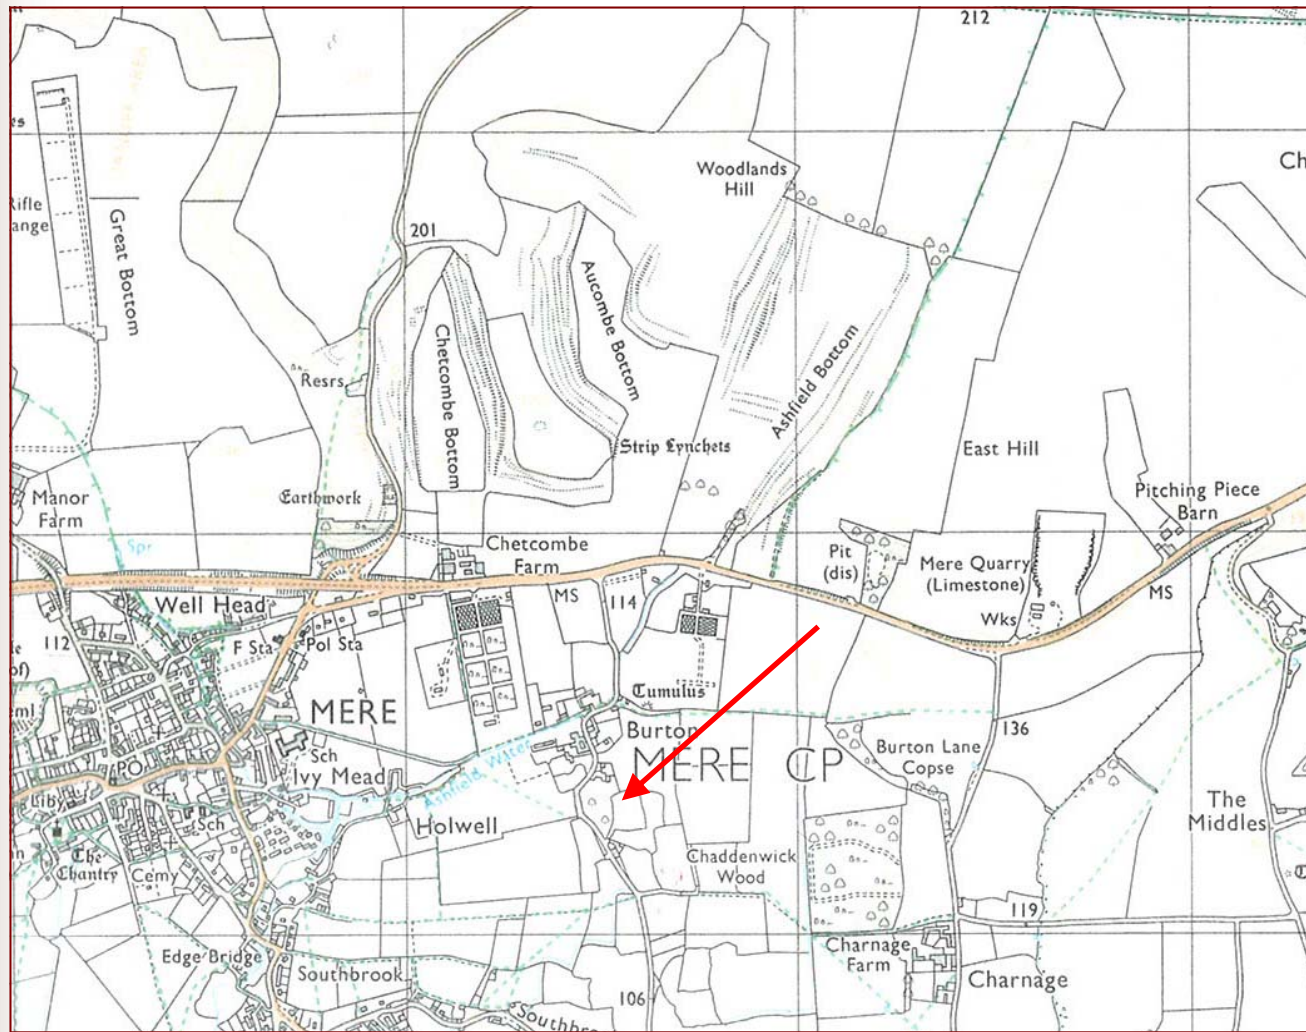 212
Woodlands
Hill
Ch
Rifle
ange
Great Bottom
201
Aucombe Bottom
Chetcombe Bottom
Ashfield Bottom
Resrs
Strip Lynchets
East Hill
Manor
Farm
Earthwork
Pitching Piece
Barn
Spr
Chetcombe
Farm
Pit
(dis)
Mere Quarry
(Limestone)
MS
114
MS
Well Head
Wks
112
F Sta
Pol Sta
Tumulus
MERE
Burton
136
Sch
MERE CP
Burton Lane
Copse
PO
Ivy Mead
Ashfield Water
Liby
The
Middles
Sch
Holwell
The
Chantry
Cemy
Chaddenwick
Wood
119
Edge Bridge
Charnage
Farm
Southbrook
Charnage
106
Southbro